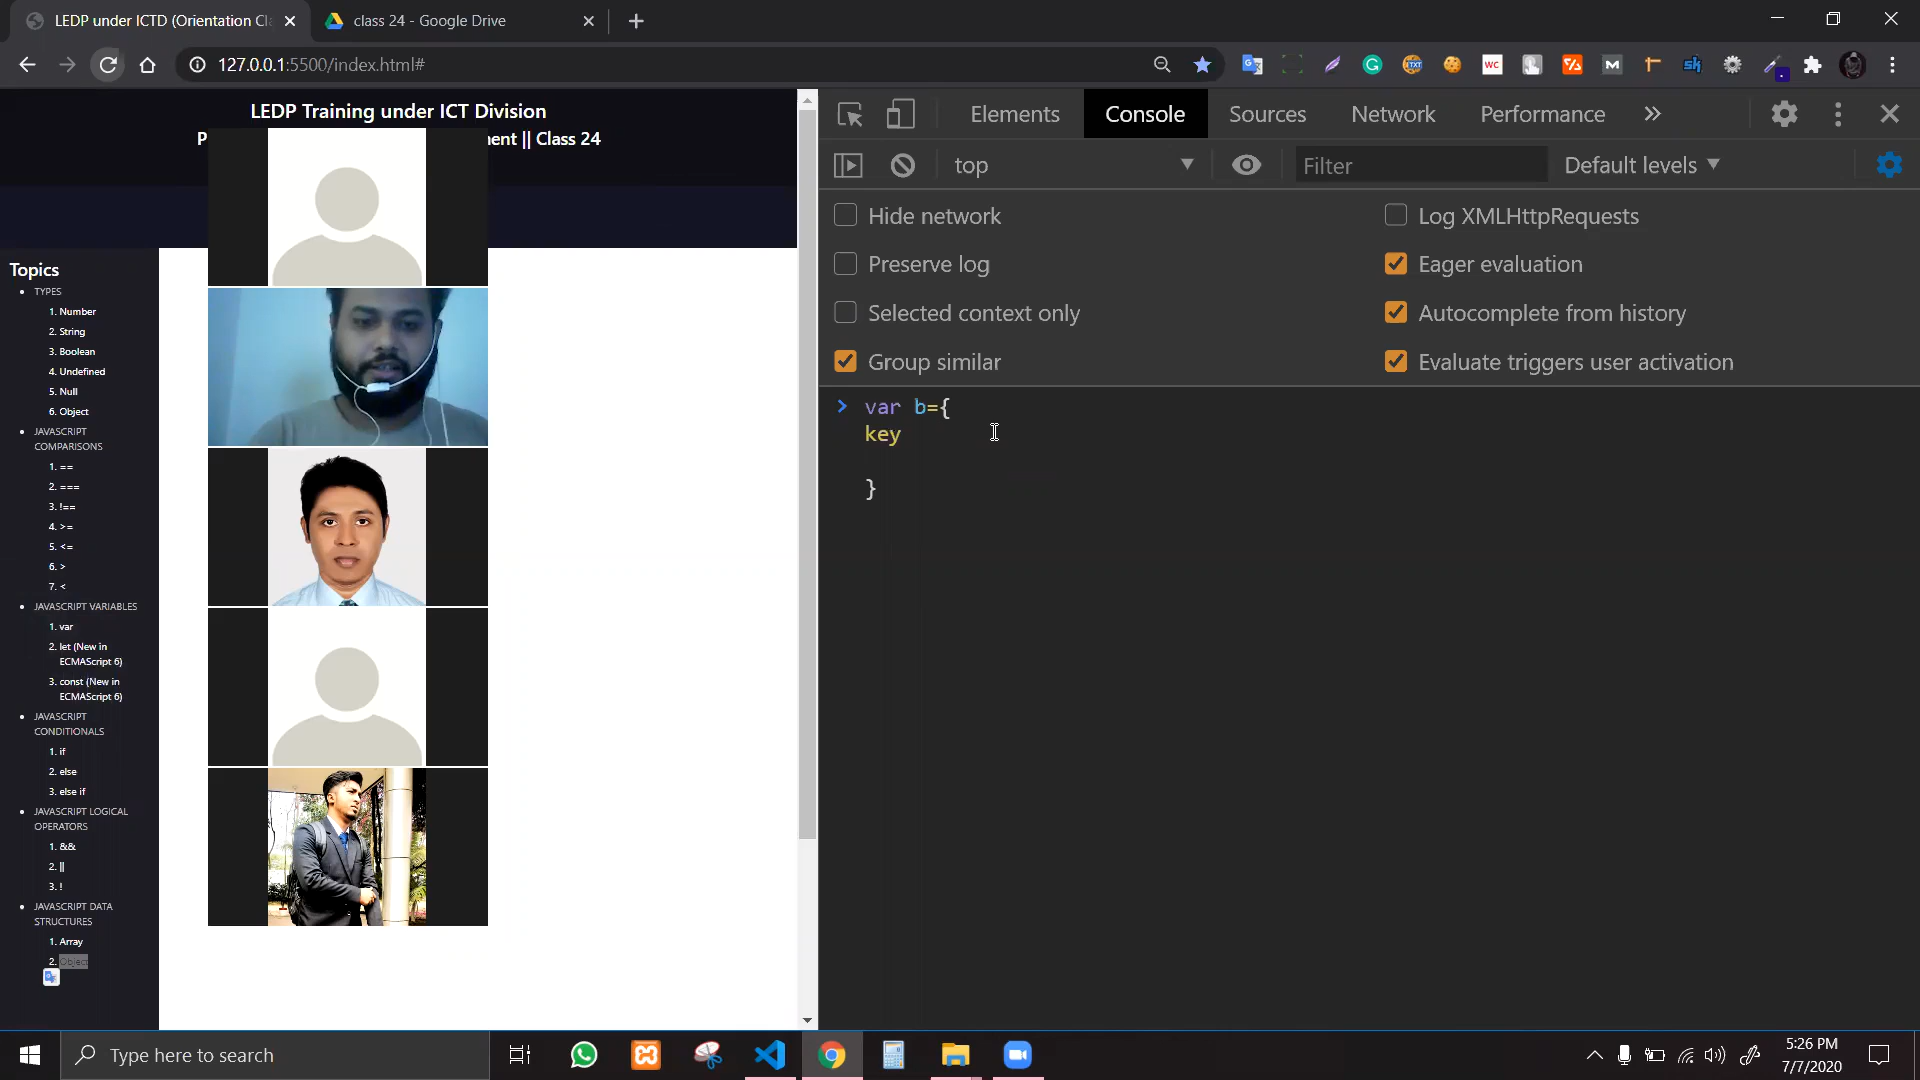 LEDP under ICTD (Orientation Cla
class 24 - Google Drive
127.0.0.1:5500/index.html#
LEDP Training under ICT Division
P
ent || Class 24
Topics
TYPES
1. Number
2. String
3. Boolean
4. Undefined
5. Null
6. Object
JAVASCRIPT
COMPARISONS
1. ==
2. ===
3. !==
4. >=
5. <=
6. >
7. <
JAVASCRIPT VARIABLES
1. var
2. let (New in
ECMAScript 6)
3. const (New in
ECMAScript 6)
JAVASCRIPT
CONDITIONALS
1. if
2. else
3. else if
JAVASCRIPT LOGICAL
OPERATORS
1. &&
2. ||
3. !
JAVASCRIPT DATA
STRUCTURES
1. Array
2. Object
Elements Console Sources Network Performance »
top Filter Default levels
Hide network Log XMLHttpRequests
Preserve log Eager evaluation
Selected context only Autocomplete from history
Group similar Evaluate triggers user activation
> var b={
key
}
Type here to search
5:26 PM
7/7/2020